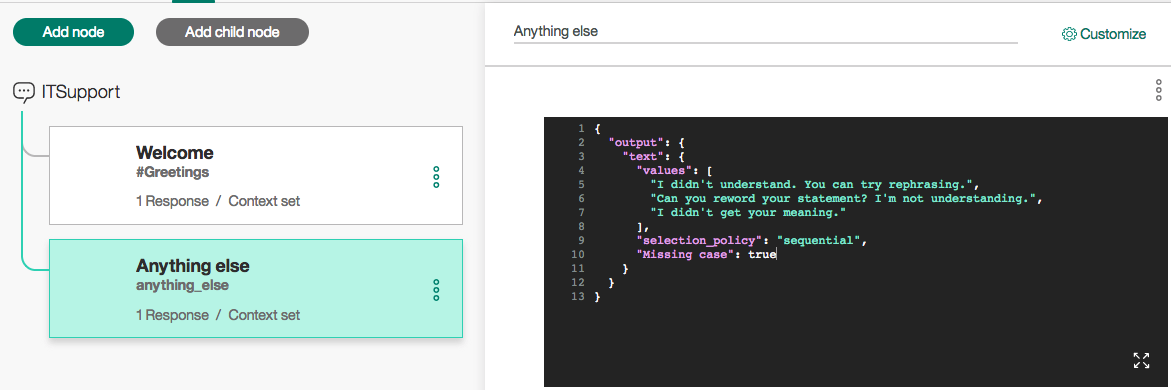 Add node
Add child node
ITSupport
Welcome
#Greetings
1 Response / Context set
Anything else
anything_else
1 Response / Context set
Anything else
Customize
1 {
2 "output": {
3 "text": {
4 "values": [
5 "I didn't understand. You can try rephrasing.",
6 "Can you reword your statement? I'm not understanding.",
7 "I didn't get your meaning."
8 ],
9 "selection_policy": "sequential",
10 "Missing case": true
11 }
12 }
13 }